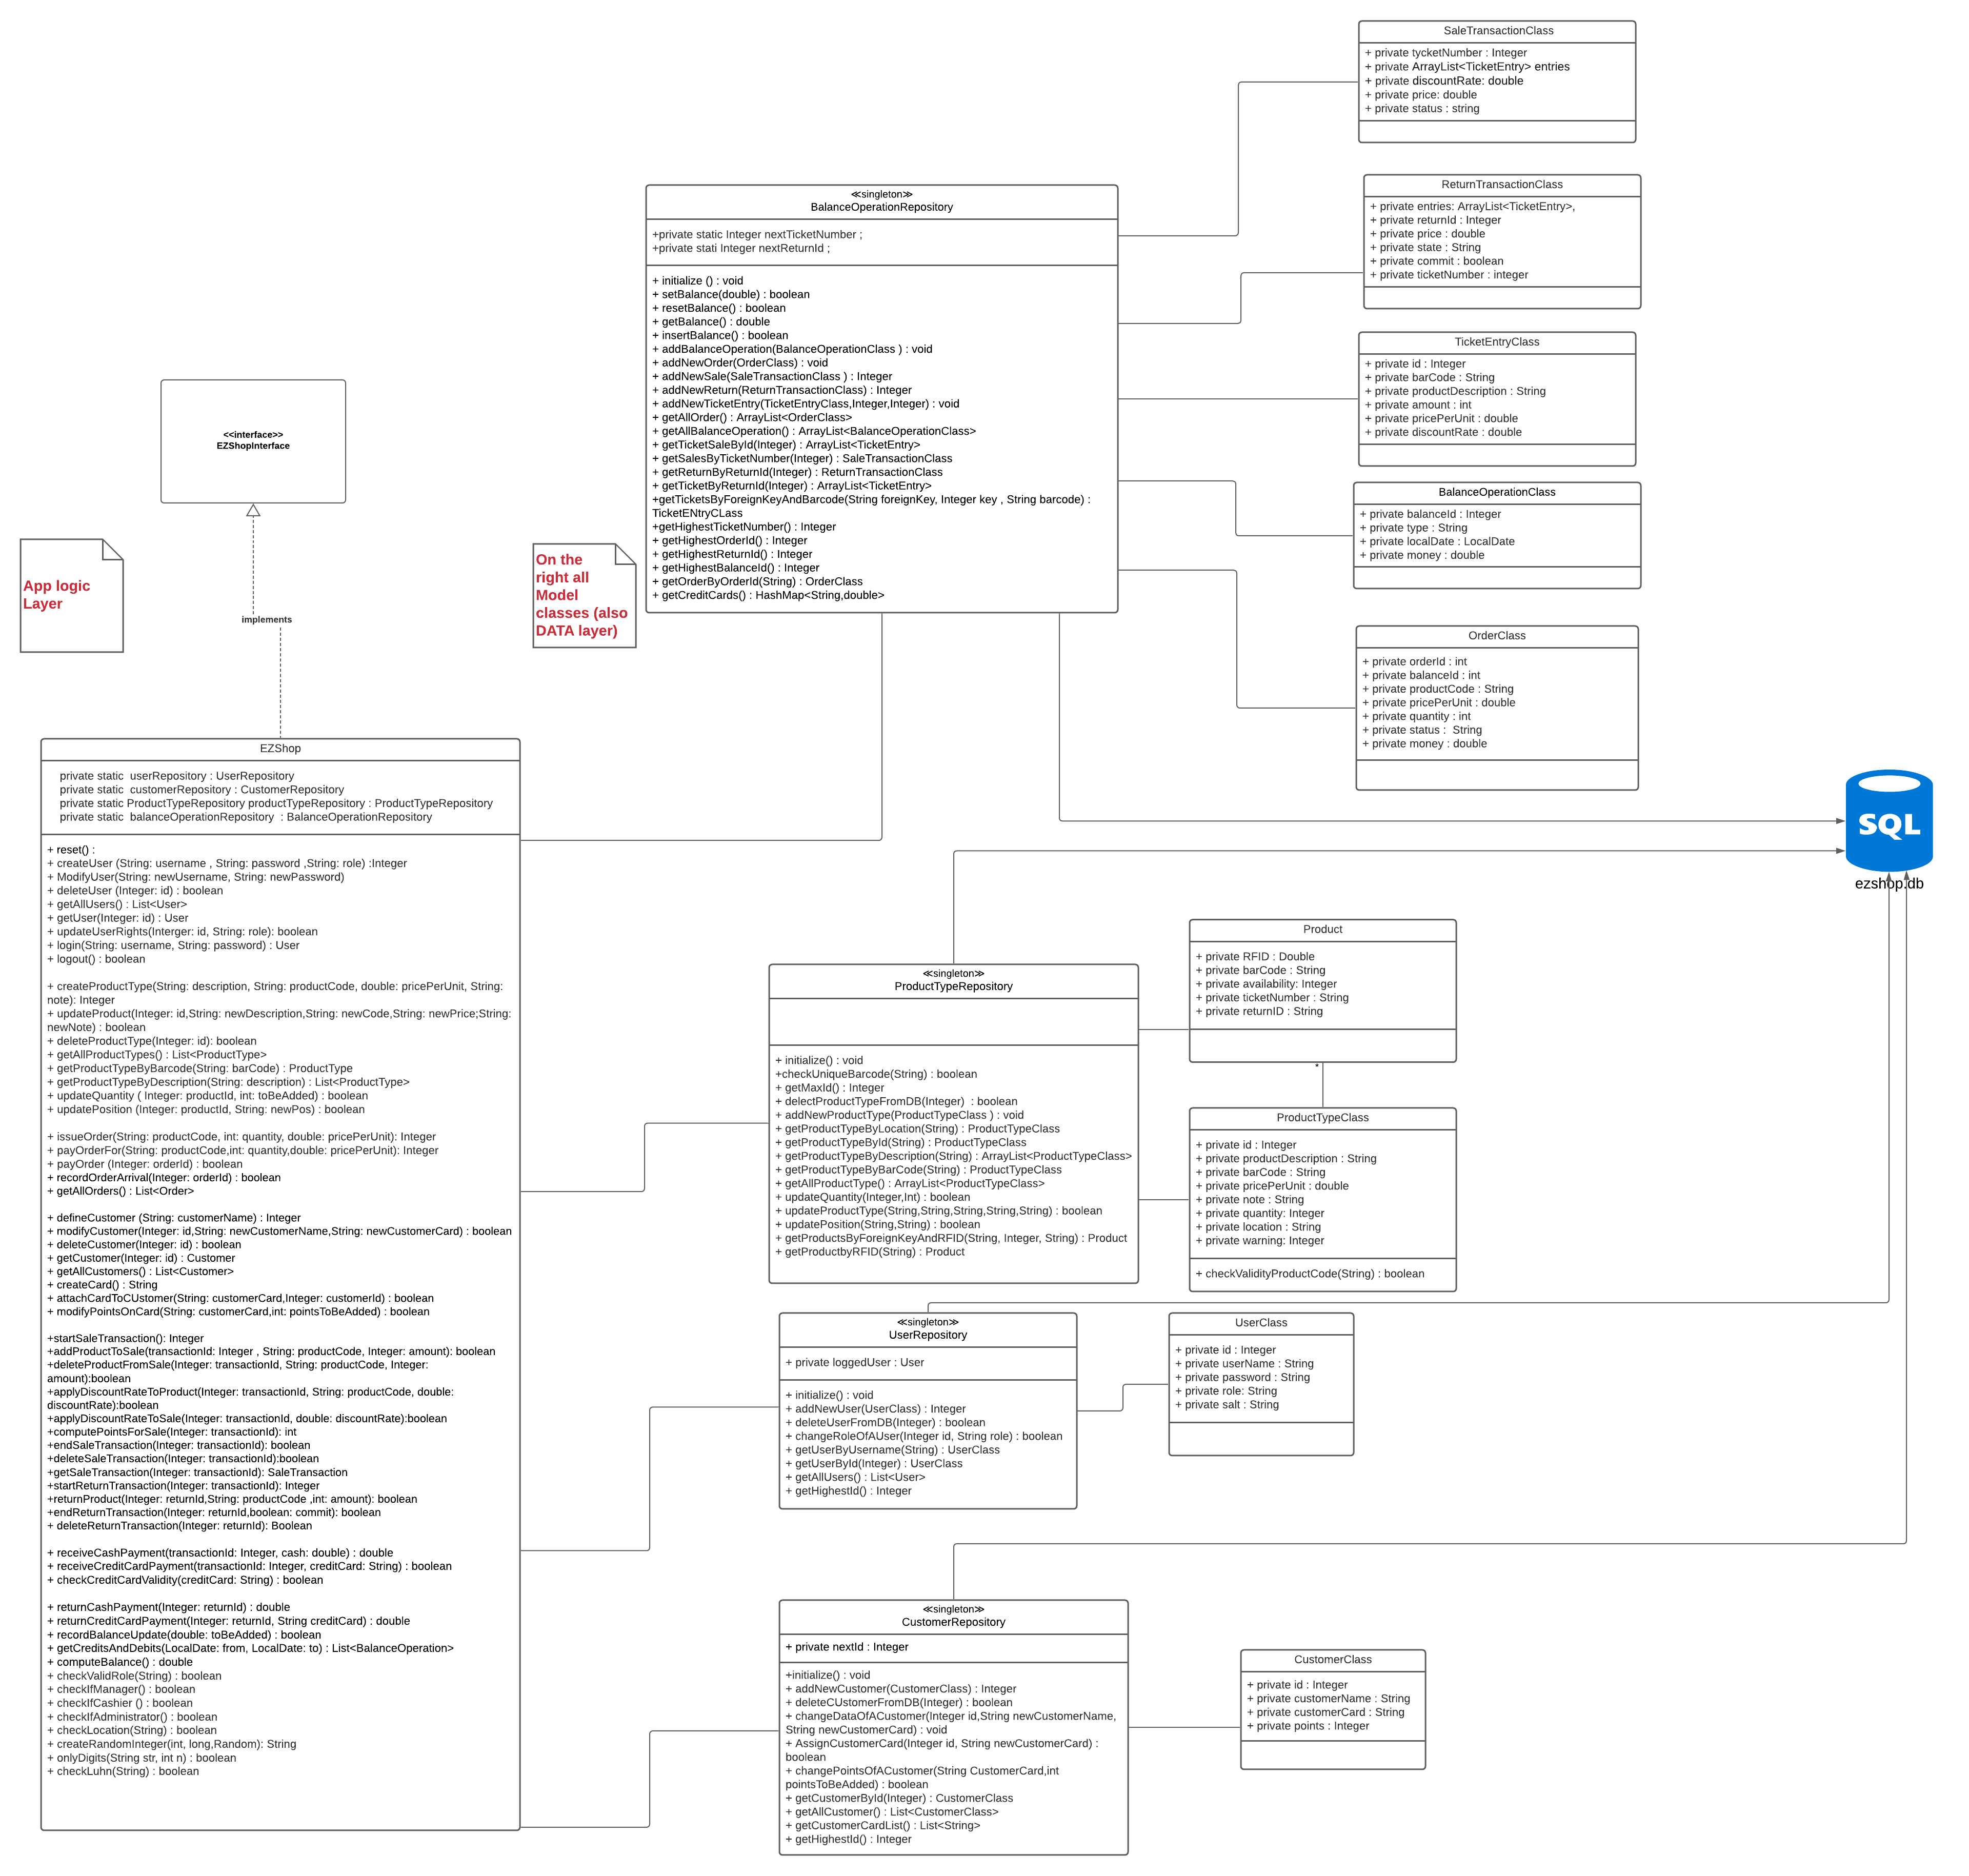 SaleTransactionClass
+ private tycketNumber : Integer
+ private ArrayList<TicketEntry> entries
+ private discountRate: double
+ private price: double
+ private status : string
ReturnTransactionClass
+ private entries: ArrayList<TicketEntry>,
+ private returnId : Integer
+ private price : double
+ private state : String
+ private commit : boolean
+ private ticketNumber : integer
≪singleton≫
BalanceOperationRepository
+private static Integer nextTicketNumber ;
+private stati Integer nextReturnId ;
+ initialize () : void
+ setBalance(double) : boolean
+ resetBalance() : boolean
+ getBalance() : double
+ insertBalance() : boolean
+ addBalanceOperation(BalanceOperationClass ) : void
+ addNewOrder(OrderClass) : void
+ addNewSale(SaleTransactionClass ) : Integer
+ addNewReturn(ReturnTransactionClass) : Integer
+ addNewTicketEntry(TicketEntryClass,Integer,Integer) : void
+ getAllOrder() : ArrayList<OrderClass>
+ getAllBalanceOperation() : ArrayList<BalanceOperationClass>
+ getTicketSaleById(Integer) : ArrayList<TicketEntry>
+ getSalesByTicketNumber(Integer) : SaleTransactionClass
+ getReturnByReturnId(Integer) : ReturnTransactionClass
+ getTicketByReturnId(Integer) : ArrayList<TicketEntry>
+getTicketsByForeignKeyAndBarcode(String foreignKey, Integer key , String barcode) :
TicketENtryCLass
+getHighestTicketNumber() : Integer
+ getHighestOrderId() : Integer
+ getHighestReturnId() : Integer
+ getHighestBalanceId() : Integer
+ getOrderByOrderId(String) : OrderClass
+ getCreditCards() : HashMap<String,double>
TicketEntryClass
+ private id : Integer
+ private barCode : String
+ private productDescription : String
+ private amount : int
+ private pricePerUnit : double
+ private discountRate : double
BalanceOperationClass
+ private balanceId : Integer
+ private type : String
+ private localDate : LocalDate
+ private money : double
OrderClass
+ private orderId : int
+ private balanceId : int
+ private productCode : String
+ private pricePerUnit : double
+ private quantity : int
+ private status :  String
+ private money : double
<<interface>>
EZShopInterface
App logic
Layer
On the
right all
Model
classes (also
DATA layer)
implements
EZShop
private static  userRepository : UserRepository
private static  customerRepository : CustomerRepository
private static ProductTypeRepository productTypeRepository : ProductTypeRepository
private static  balanceOperationRepository  : BalanceOperationRepository
+ reset() :
+ createUser (String: username , String: password ,String: role) :Integer
+ ModifyUser(String: newUsername, String: newPassword)
+ deleteUser (Integer: id) : boolean
+ getAllUsers() : List<User>
+ getUser(Integer: id) : User
+ updateUserRights(Interger: id, String: role): boolean
+ login(String: username, String: password) : User
+ logout() : boolean
+ createProductType(String: description, String: productCode, double: pricePerUnit, String:
note): Integer
+ updateProduct(Integer: id,String: newDescription,String: newCode,String: newPrice;String:
newNote) : boolean
+ deleteProductType(Integer: id): boolean
+ getAllProductTypes() : List<ProductType>
+ getProductTypeByBarcode(String: barCode) : ProductType
+ getProductTypeByDescription(String: description) : List<ProductType>
+ updateQuantity ( Integer: productId, int: toBeAdded) : boolean
+ updatePosition (Integer: productId, String: newPos) : boolean
+ issueOrder(String: productCode, int: quantity, double: pricePerUnit): Integer
+ payOrderFor(String: productCode,int: quantity,double: pricePerUnit): Integer
+ payOrder (Integer: orderId) : boolean
+ recordOrderArrival(Integer: orderId) : boolean
+ getAllOrders() : List<Order>
+ defineCustomer (String: customerName) : Integer
+ modifyCustomer(Integer: id,String: newCustomerName,String: newCustomerCard) : boolean
+ deleteCustomer(Integer: id) : boolean
+ getCustomer(Integer: id) : Customer
+ getAllCustomers() : List<Customer>
+ createCard() : String
+ attachCardToCUstomer(String: customerCard,Integer: customerId) : boolean
+ modifyPointsOnCard(String: customerCard,int: pointsToBeAdded) : boolean
+startSaleTransaction(): Integer
+addProductToSale(transactionId: Integer , String: productCode, Integer: amount): boolean
+deleteProductFromSale(Integer: transactionId, String: productCode, Integer:
amount):boolean
+applyDiscountRateToProduct(Integer: transactionId, String: productCode, double:
discountRate):boolean
+applyDiscountRateToSale(Integer: transactionId, double: discountRate):boolean
+computePointsForSale(Integer: transactionId): int
+endSaleTransaction(Integer: transactionId): boolean
+deleteSaleTransaction(Integer: transactionId):boolean
+getSaleTransaction(Integer: transactionId): SaleTransaction
+startReturnTransaction(Integer: transactionId): Integer
+returnProduct(Integer: returnId,String: productCode ,int: amount): boolean
+endReturnTransaction(Integer: returnId,boolean: commit): boolean
+ deleteReturnTransaction(Integer: returnId): Boolean
+ receiveCashPayment(transactionId: Integer, cash: double) : double
+ receiveCreditCardPayment(transactionId: Integer, creditCard: String) : boolean
+ checkCreditCardValidity(creditCard: String) : boolean
+ returnCashPayment(Integer: returnId) : double
+ returnCreditCardPayment(Integer: returnId, String creditCard) : double
+ recordBalanceUpdate(double: toBeAdded) : boolean
+ getCreditsAndDebits(LocalDate: from, LocalDate: to) : List<BalanceOperation>
+ computeBalance() : double
+ checkValidRole(String) : boolean
+ checkIfManager() : boolean
+ checkIfCashier () : boolean
+ checkIfAdministrator() : boolean
+ checkLocation(String) : boolean
+ createRandomInteger(int, long,Random): String
+ onlyDigits(String str, int n) : boolean
+ checkLuhn(String) : boolean
SQL
ezshop.db
≪singleton≫
ProductTypeRepository
+ initialize() : void
+checkUniqueBarcode(String) : boolean
+ getMaxId() : Integer
+ delectProductTypeFromDB(Integer)  : boolean
+ addNewProductType(ProductTypeClass ) : void
+ getProductTypeByLocation(String) : ProductTypeClass
+ getProductTypeById(String) : ProductTypeClass
+ getProductTypeByDescription(String) : ArrayList<ProductTypeClass>
+ getProductTypeByBarCode(String) : ProductTypeClass
+ getAllProductType() : ArrayList<ProductTypeClass>
+ updateQuantity(Integer,Int) : boolean
+ updateProductType(String,String,String,String,String) : boolean
+ updatePosition(String,String) : boolean
+ getProductsByForeignKeyAndRFID(String, Integer, String) : Product
+ getProductbyRFID(String) : Product
Product
+ private RFID : Double
+ private barCode : String
+ private availability: Integer
+ private ticketNumber : String
+ private returnID : String
*
ProductTypeClass
+ private id : Integer
+ private productDescription : String
+ private barCode : String
+ private pricePerUnit : double
+ private note : String
+ private quantity: Integer
+ private location : String
+ private warning: Integer
+ checkValidityProductCode(String) : boolean
≪singleton≫
UserRepository
+ private loggedUser : User
+ initialize() : void
+ addNewUser(UserClass) : Integer
+ deleteUserFromDB(Integer) : boolean
+ changeRoleOfAUser(Integer id, String role) : boolean
+ getUserByUsername(String) : UserClass
+ getUserById(Integer) : UserClass
+ getAllUsers() : List<User>
+ getHighestId() : Integer
UserClass
+ private id : Integer
+ private userName : String
+ private password : String
+ private role: String
+ private salt : String
≪singleton≫
CustomerRepository
+ private nextId : Integer
+initialize() : void
+ addNewCustomer(CustomerClass) : Integer
+ deleteCUstomerFromDB(Integer) : boolean
+ changeDataOfACustomer(Integer id,String newCustomerName,
String newCustomerCard) : void
+ AssignCustomerCard(Integer id, String newCustomerCard) :
boolean
+ changePointsOfACustomer(String CustomerCard,int
pointsToBeAdded) : boolean
+ getCustomerById(Integer) : CustomerClass
+ getAllCustomer() : List<CustomerClass>
+ getCustomerCardList() : List<String>
+ getHighestId() : Integer
CustomerClass
+ private id : Integer
+ private customerName : String
+ private customerCard : String
+ private points : Integer